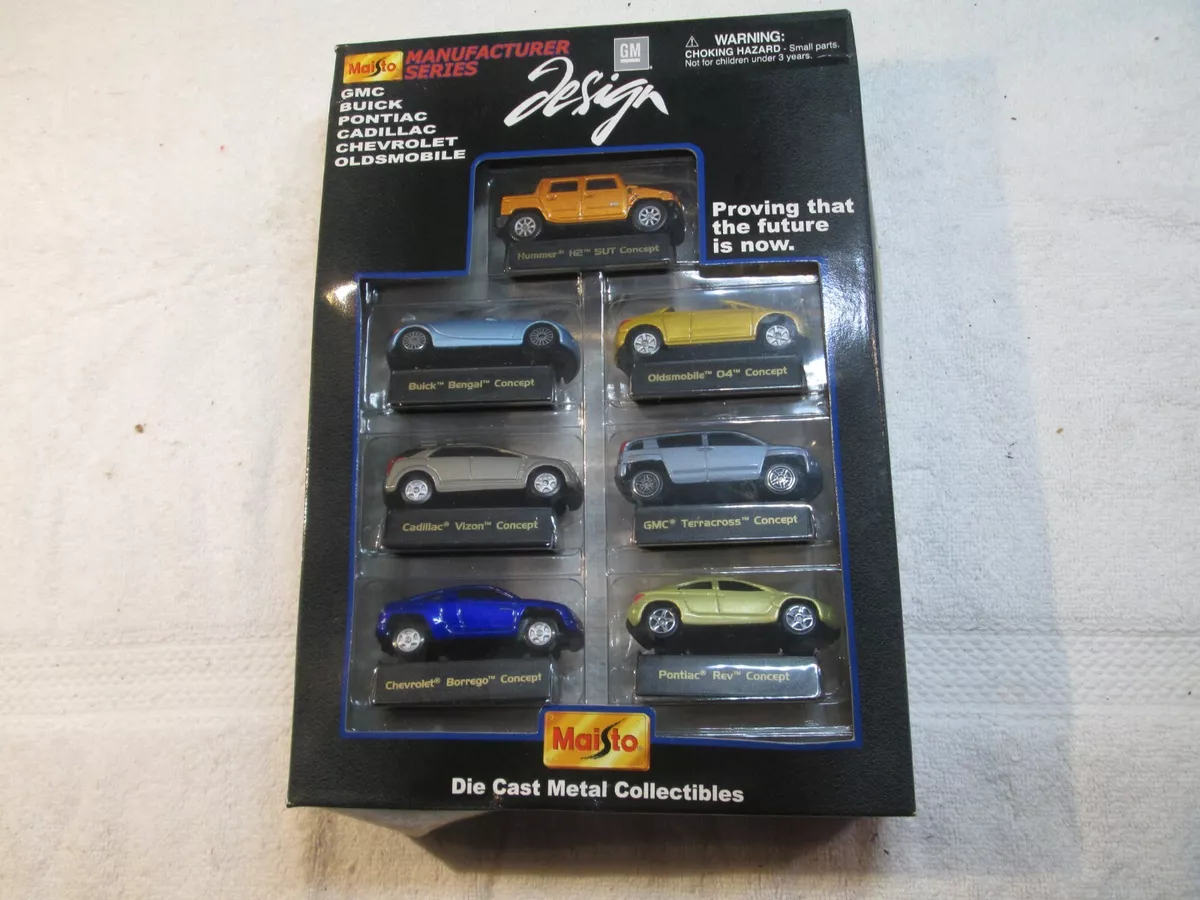 Maisto
MANUFACTURER
SERIES
GM
design
⚠ WARNING:
CHOKING HAZARD - Small parts.
Not for children under 3 years.
GMC
BUICK
PONTIAC
CADILLAC
CHEVROLET
OLDSMOBILE
Proving that
the future
is now.
Hummer® H2™ SUT Concept
Buick™ Bengal™ Concept
Oldsmobile™ O4™ Concept
Cadillac® Vizon™ Concept
GMC® Terracross™ Concept
Chevrolet® Borrego™ Concept
Pontiac® Rev™ Concept
Maisto
Die Cast Metal Collectibles